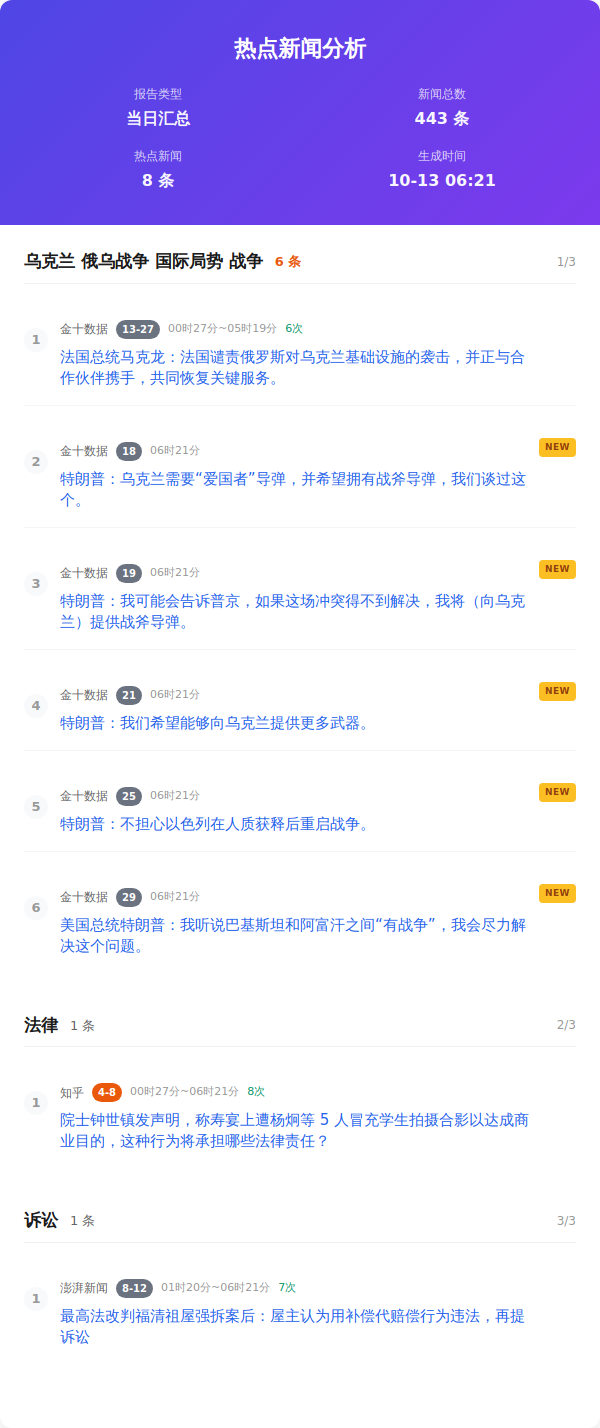 热点新闻分析
报告类型
新闻总数
当日汇总
443 条
热点新闻
生成时间
8 条
10-13 06:21
乌克兰 俄乌战争 国际局势 战争 6 条 1/3
1 金十数据 13-27 00时27分~05时19分 6次
法国总统马克龙：法国谴责俄罗斯对乌克兰基础设施的袭击，并正与合
作伙伴携手，共同恢复关键服务。
2 金十数据 18 06时21分 NEW
特朗普：乌克兰需要“爱国者”导弹，并希望拥有战斧导弹，我们谈过这
个。
3 金十数据 19 06时21分 NEW
特朗普：我可能会告诉普京，如果这场冲突得不到解决，我将（向乌克
兰）提供战斧导弹。
4 金十数据 21 06时21分 NEW
特朗普：我们希望能够向乌克兰提供更多武器。
5 金十数据 25 06时21分 NEW
特朗普：不担心以色列在人质获释后重启战争。
6 金十数据 29 06时21分 NEW
美国总统特朗普：我听说巴基斯坦和阿富汗之间“有战争”，我会尽力解
决这个问题。
法律 1 条 2/3
1 知乎 4-8 00时27分~06时21分 8次
院士钟世镇发声明，称寿宴上遭杨炯等 5 人冒充学生拍摄合影以达成商
业目的，这种行为将承担哪些法律责任？
诉讼 1 条 3/3
1 澎湃新闻 8-12 01时20分~06时21分 7次
最高法改判福清祖屋强拆案后：屋主认为用补偿代赔偿行为违法，再提
诉讼